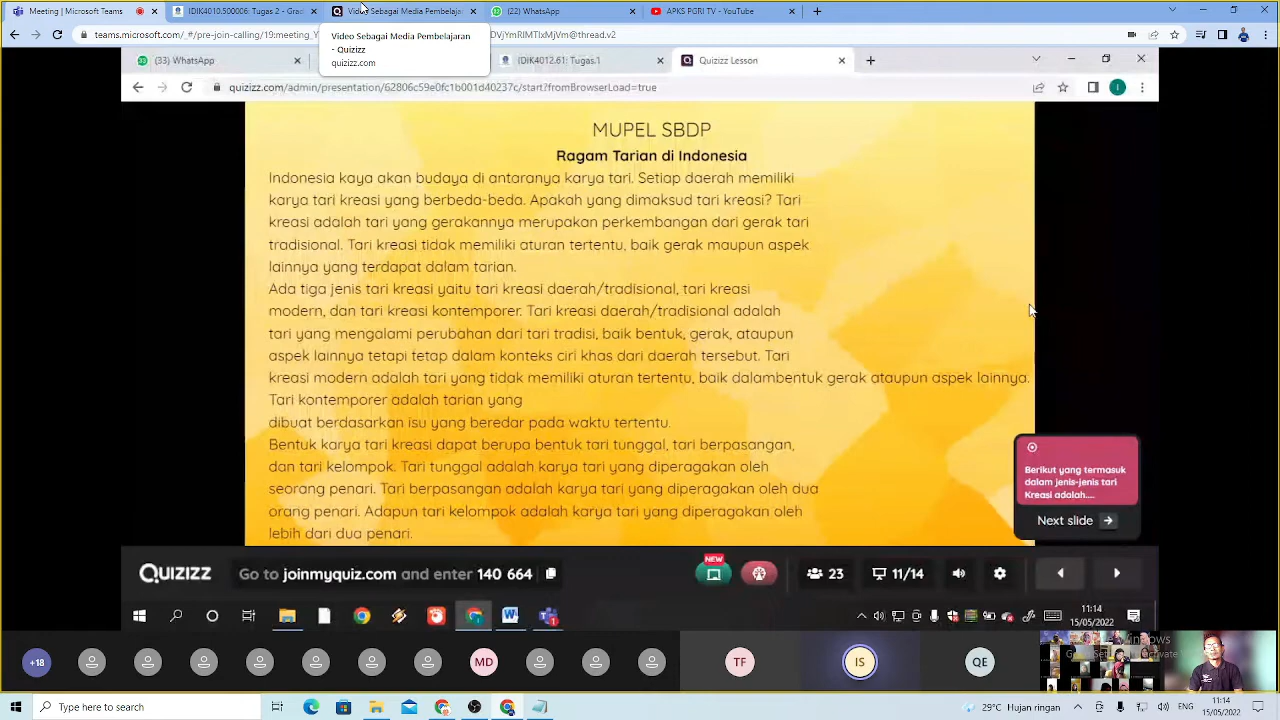 Meeting | Microsoft Teams
(DIK4010.500006: Tugas 2 - Gradi
Video Sebagai Media Pembelajar
(22) WhatsApp
APKS PGRI TV - YouTube
teams.microsoft.com/_#/pre-join-calling/19:meeting_Y
DVjYmRlMTIxMjV@thread.v2
Video Sebagai Media Pembelajaran
- Quizizz
quizizz.com
(33) WhatsApp
(DIK4012.61): Tugas.1
Quizizz Lesson
quizizz.com/admin/presentation/62806c59e0fc1b001d40237c/start?fromBrowserLoad=true
MUPEL SBDP
Ragam Tarian di Indonesia
Indonesia kaya akan budaya di antaranya karya tari. Setiap daerah memiliki
karya tari kreasi yang berbeda-beda. Apakah yang dimaksud tari kreasi? Tari
kreasi adalah tari yang gerakannya merupakan perkembangan dari gerak tari
tradisional. Tari kreasi tidak memiliki aturan tertentu, baik gerak maupun aspek
lainnya yang terdapat dalam tarian.
Ada tiga jenis tari kreasi yaitu tari kreasi daerah/tradisional, tari kreasi
modern, dan tari kreasi kontemporer. Tari kreasi daerah/tradisional adalah
tari yang mengalami perubahan dari tari tradisi, baik bentuk, gerak, ataupun
aspek lainnya tetapi tetap dalam konteks ciri khas dari daerah tersebut. Tari
kreasi modern adalah tari yang tidak memiliki aturan tertentu, baik dalambentuk gerak ataupun aspek lainnya.
Tari kontemporer adalah tarian yang
dibuat berdasarkan isu yang beredar pada waktu tertentu.
Bentuk karya tari kreasi dapat berupa bentuk tari tunggal, tari berpasangan,
dan tari kelompok. Tari tunggal adalah karya tari yang diperagakan oleh
seorang penari. Tari berpasangan adalah karya tari yang diperagakan oleh dua
orang penari. Adapun tari kelompok adalah karya tari yang diperagakan oleh
lebih dari dua penari.
Berikut yang termasuk
dalam jenis-jenis tari
Kreasi adalah....
Next slide
Quizizz
Go to joinmyquiz.com and enter 140 664
NEW
23
11/14
11:14
15/05/2022
+18
MD
TF
IS
QE
Type here to search
29°C Hujan ringan
ENG
11:14
15/05/2022